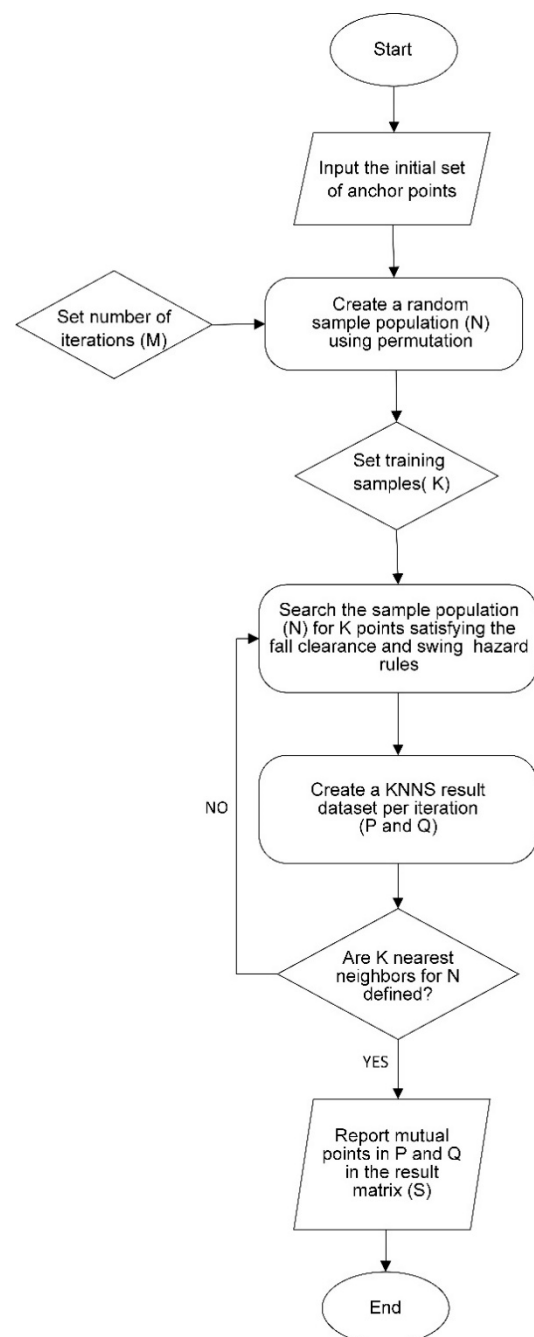 Start
Input the initial set
of anchor points
Set number of
iterations (M)
Create a random
sample population (N)
using permutation
Set training
samples( K)
Search the sample population
(N) for K points satisfying the
fall clearance and swing hazard
rules
Create a KNNS result
dataset per iteration
(P and Q)
NO
Are K nearest
neighbors for N
defined?
YES
Report mutual
points in P and Q
in the result
matrix (S)
End